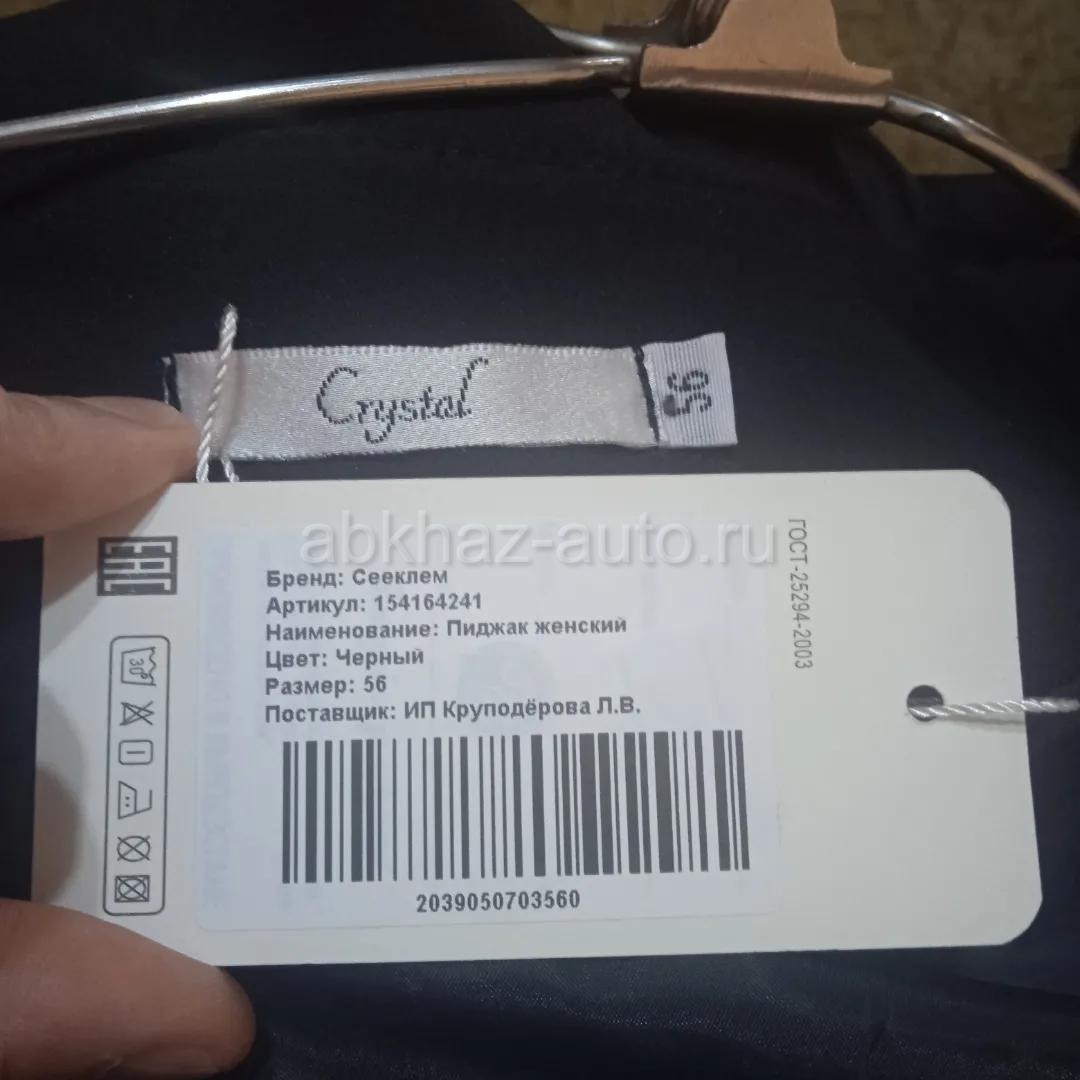 Crystal
56
abkhaz-auto.ru
EAC
ГОСТ-25294-2003
Бренд: Сееклем
Артикул: 154164241
Наименование: Пиджак женский
Цвет: Черный
Размер: 56
Поставщик: ИП Круподёрова Л.В.
30°
2039050703560